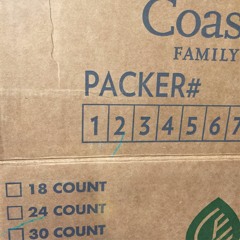 Coas
FAMILY
PACKER#
1 2 3 4 5 6 7
18 COUNT
24 COUNT
30 COUNT